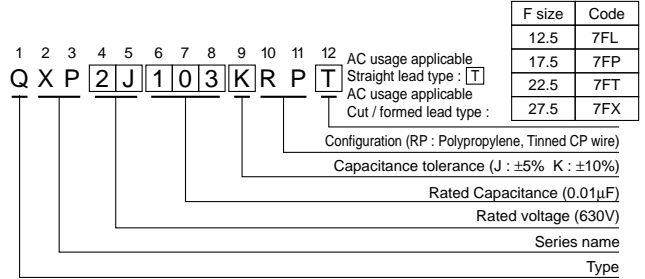 F size Code
12.5 7FL
17.5 7FP
22.5 7FT
27.5 7FX
1 2 3 4 5 6 7 8 9 10 11 12
Q X P 2 J 1 0 3 K R P T
AC usage applicable
Straight lead type : T
AC usage applicable
Cut / formed lead type :
Configuration (RP : Polypropylene, Tinned CP wire)
Capacitance tolerance (J : ±5% K : ±10%)
Rated Capacitance (0.01μF)
Rated voltage (630V)
Series name
Type